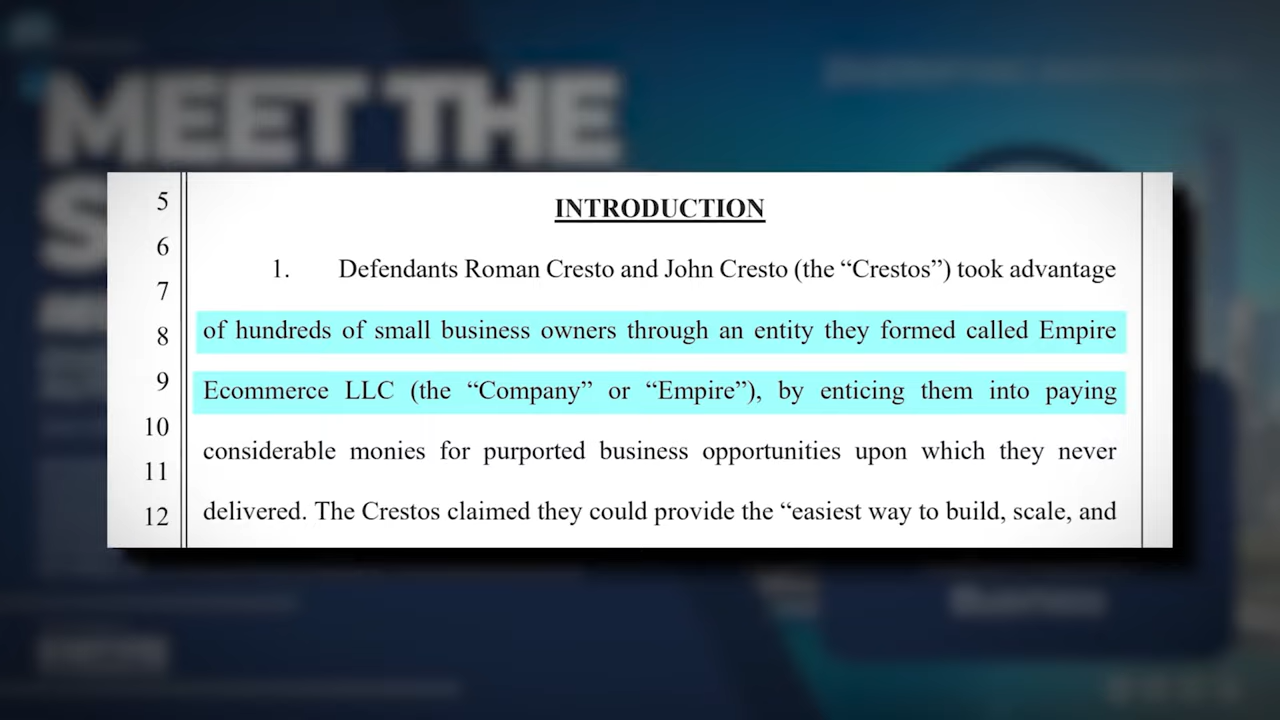 MEET THE
5 INTRODUCTION
6 1. Defendants Roman Cresto and John Cresto (the “Crestos”) took advantage
7
8 of hundreds of small business owners through an entity they formed called Empire
9 Ecommerce LLC (the “Company” or “Empire”), by enticing them into paying
10 considerable monies for purported business opportunities upon which they never
11
12 delivered. The Crestos claimed they could provide the “easiest way to build, scale, and